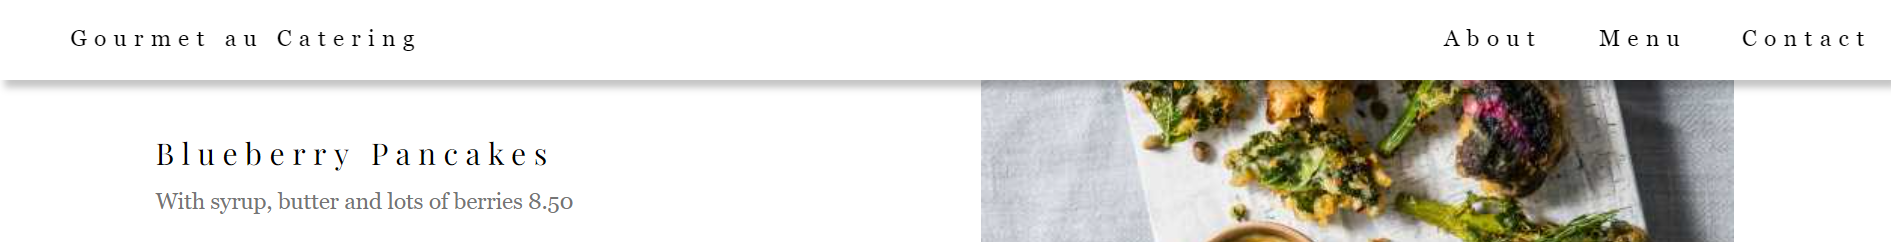 Gourmet au Catering
About Menu Contact
Blueberry Pancakes
With syrup, butter and lots of berries 8.50